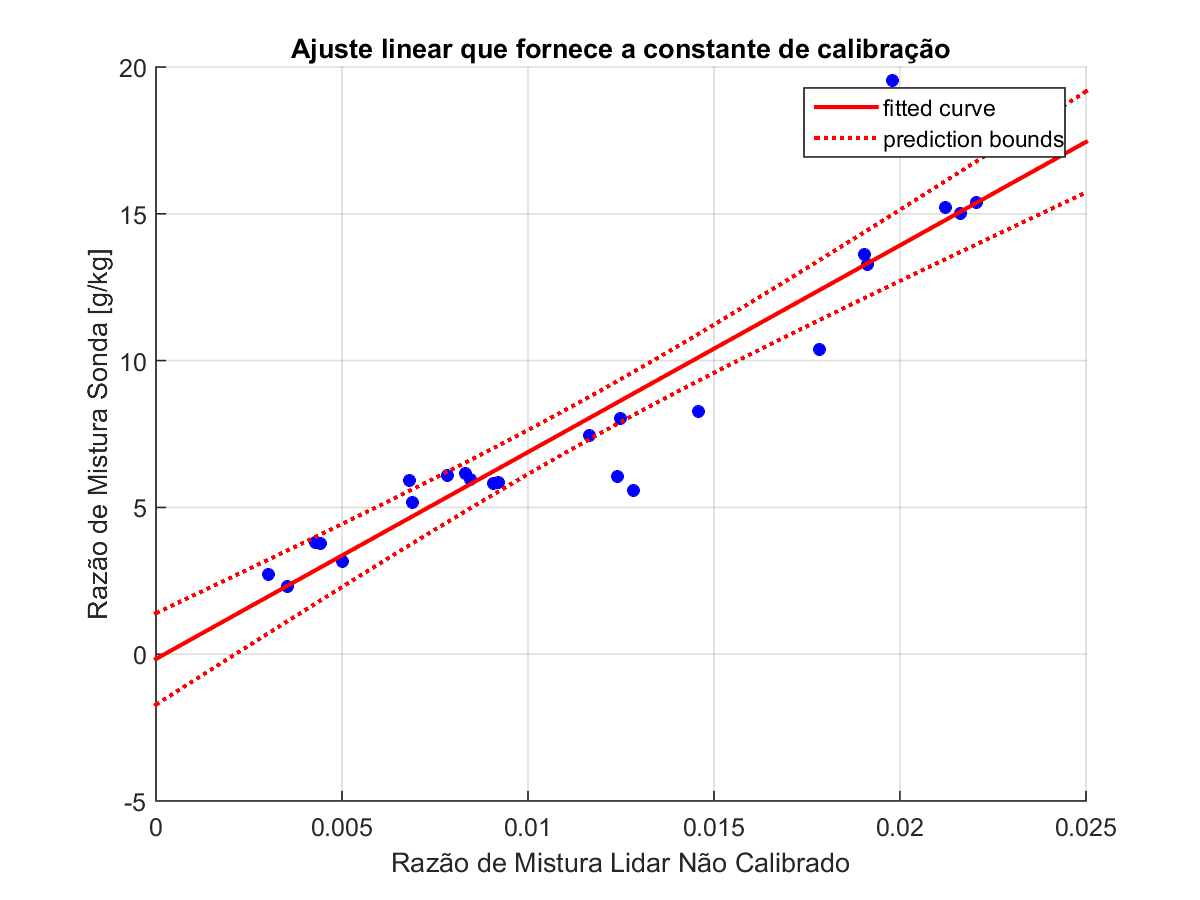 Ajuste linear que fornece a constante de calibração
fitted curve
prediction bounds
20
15
10
5
0
-5
0
0.005
0.01
0.015
0.02
0.025
Razão de Mistura Sonda [g/kg]
Razão de Mistura Lidar Não Calibrado